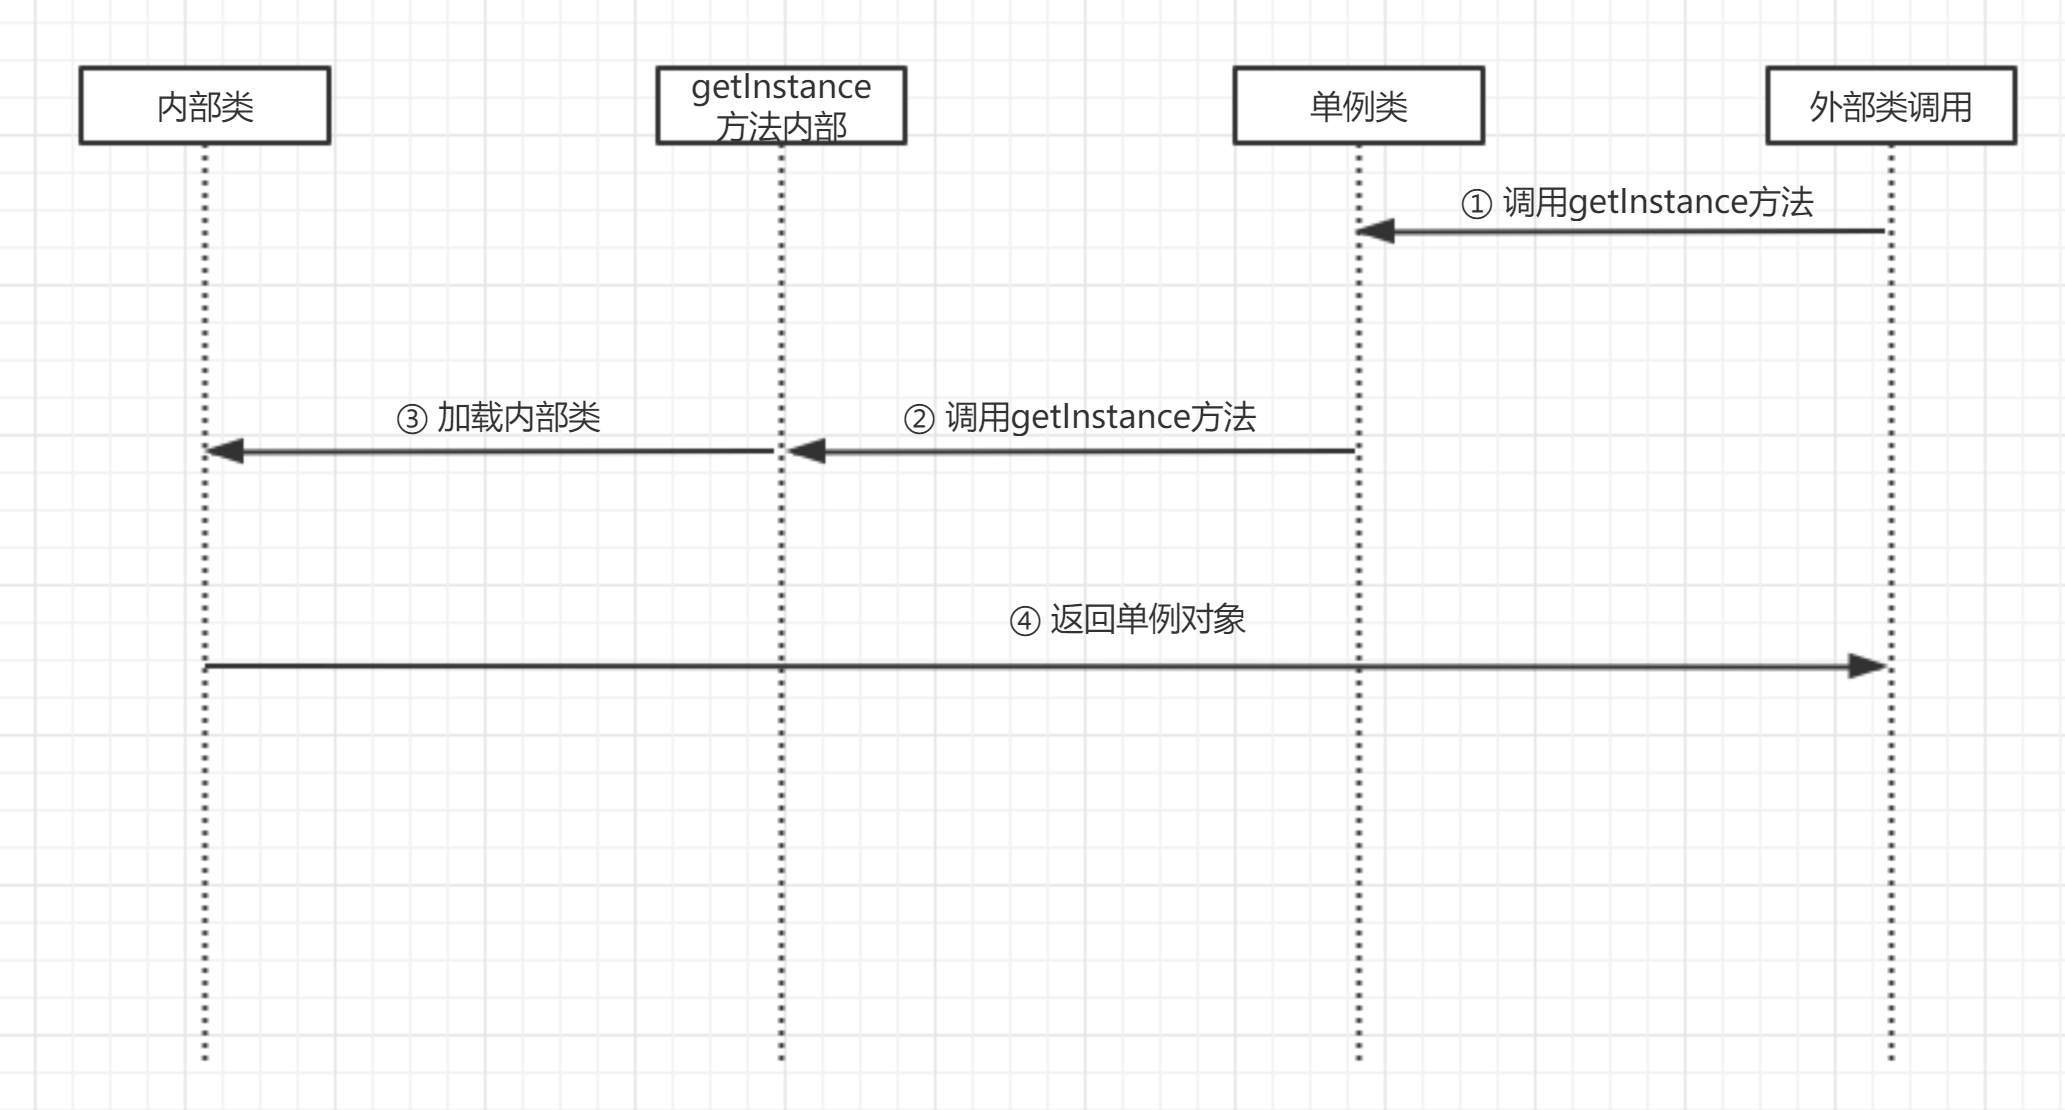 内部类
getInstance
方法内部
单例类
外部类调用
① 调用getInstance方法
③ 加载内部类
② 调用getInstance方法
④ 返回单例对象